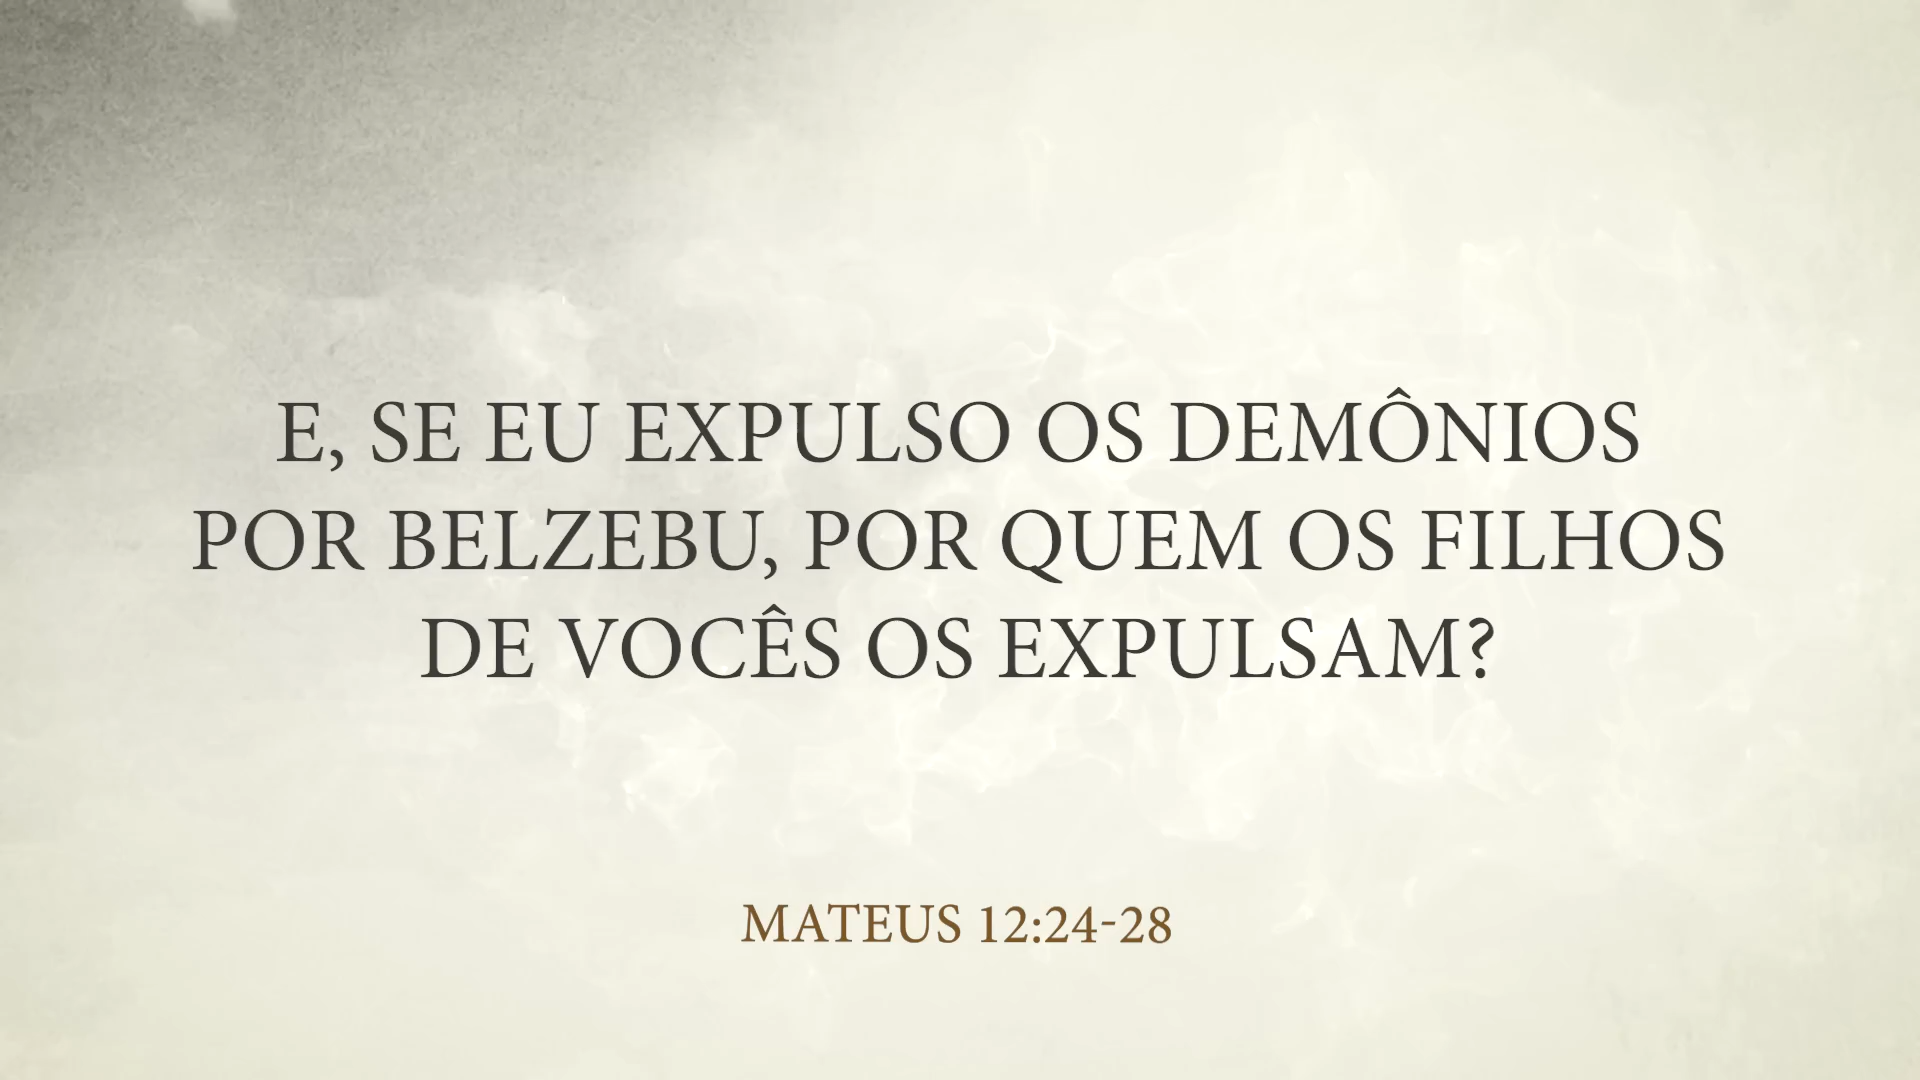 E, SE EU EXPULSO OS DEMÔNIOS
POR BELZEBU, POR QUEM OS FILHOS
DE VOCÊS OS EXPULSAM?
MATEUS 12:24-28